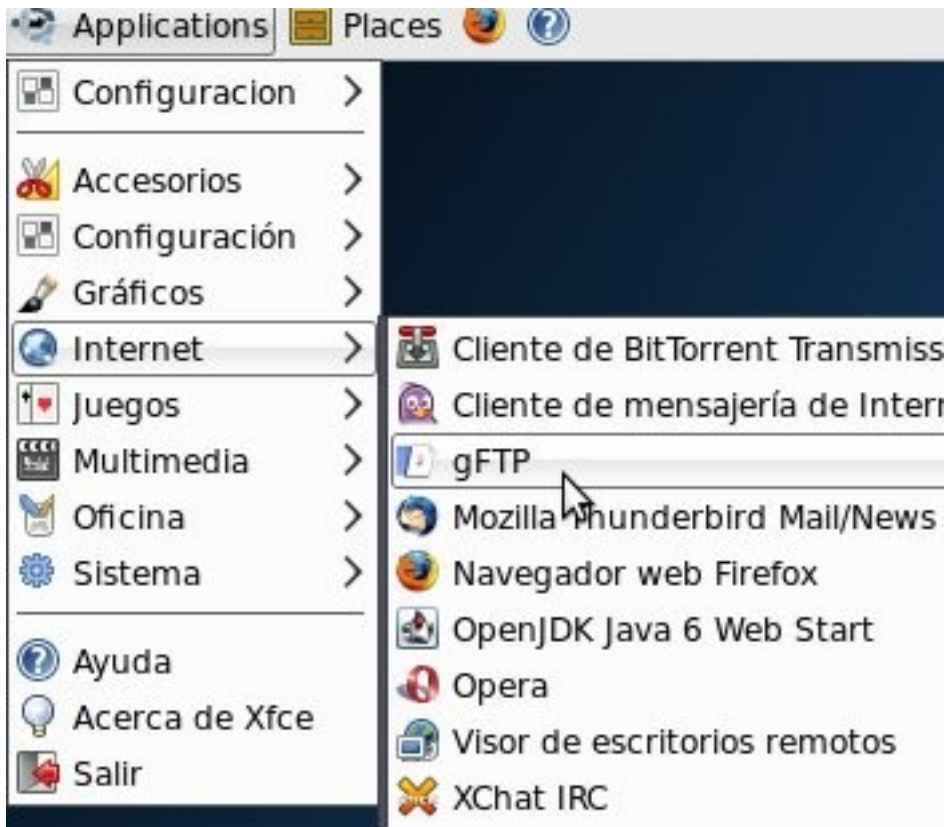 Applications Places
Configuracion
Accesorios
Configuración
Gráficos
Internet
Juegos
Multimedia
Oficina
Sistema
Ayuda
Acerca de Xfce
Salir
Cliente de BitTorrent Transmiss
Cliente de mensajería de Intern
gFTP
Mozilla Thunderbird Mail/News
Navegador web Firefox
OpenJDK Java 6 Web Start
Opera
Visor de escritorios remotos
XChat IRC